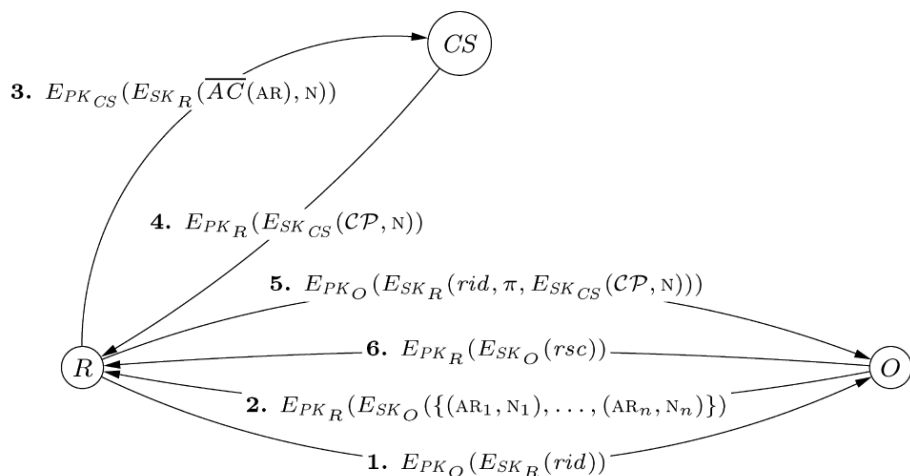 CS
3. E_{PK_{CS}}(E_{SK_R}(\overline{AC}(AR), N))
4. E_{PK_R}(E_{SK_{CS}}(𝒞𝒫, N))
5. E_{PK_O}(E_{SK_R}(rid, π, E_{SK_{CS}}(𝒞𝒫, N)))
6. E_{PK_R}(E_{SK_O}(rsc))
R
O
2. E_{PK_R}(E_{SK_O}({(AR_1, N_1), . . . , (AR_n, N_n)})
1. E_{PK_O}(E_{SK_R}(rid))